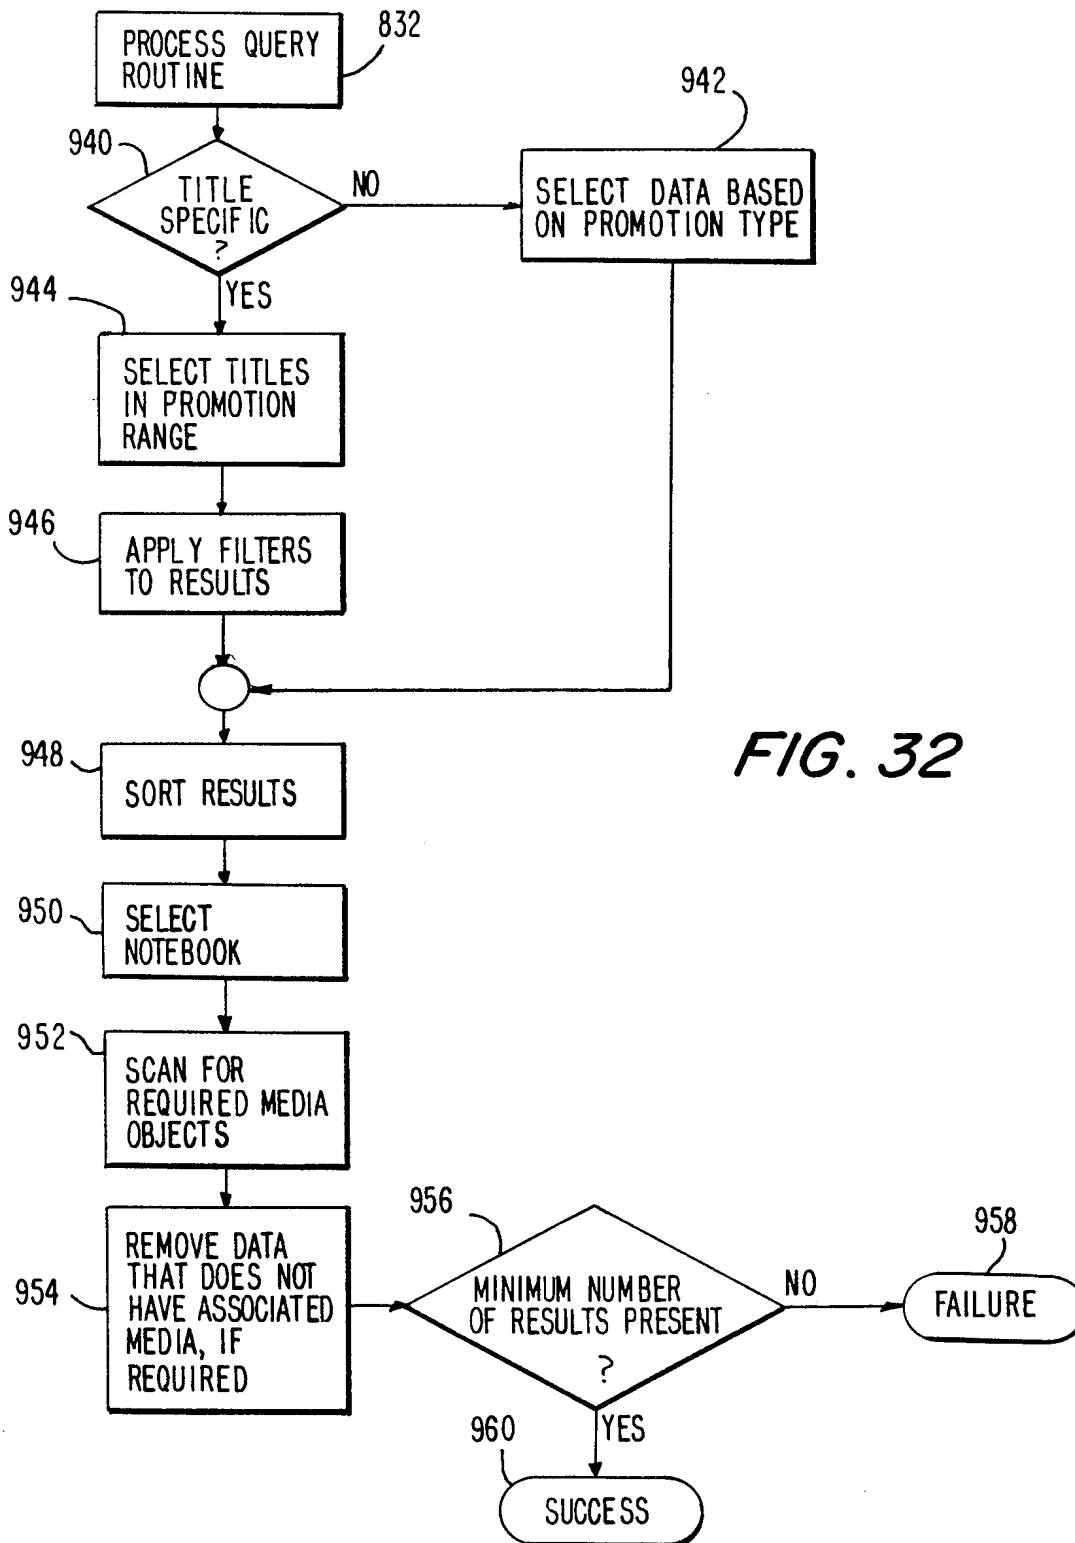 PROCESS QUERY
ROUTINE
832
940
TITLE
SPECIFIC
?
NO
YES
942
SELECT DATA BASED
ON PROMOTION TYPE
944
SELECT TITLES
IN PROMOTION
RANGE
946
APPLY FILTERS
TO RESULTS
948
SORT RESULTS
FIG. 32
950
SELECT
NOTEBOOK
952
SCAN FOR
REQUIRED MEDIA
OBJECTS
954
REMOVE DATA
THAT DOES NOT
HAVE ASSOCIATED
MEDIA, IF
REQUIRED
956
MINIMUM NUMBER
OF RESULTS PRESENT
?
NO
958
FAILURE
YES
960
SUCCESS